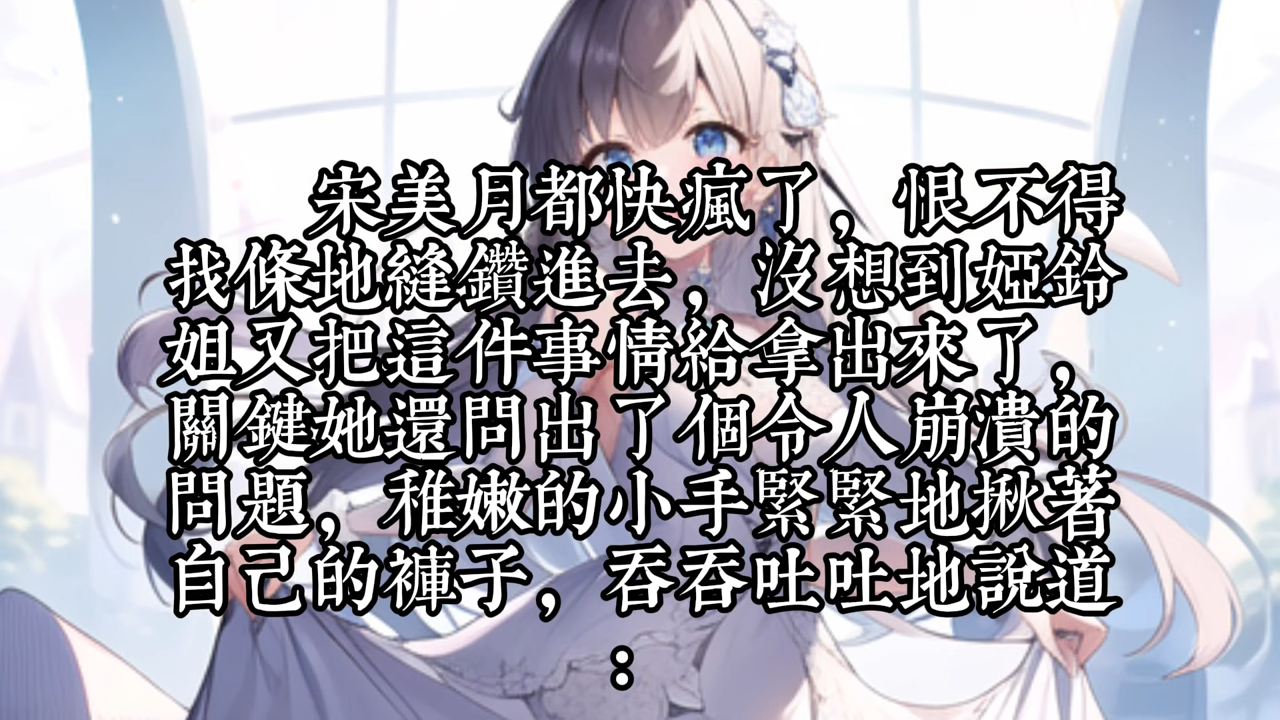 宋美月都快瘋了，恨不得
找條地縫鑽進去，沒想到婭鈴
姐又把這件事情給拿出來了，
關鍵她還問出了個令人崩潰的
問題，稚嫩的小手緊緊地揪著
自己的褲子，吞吞吐吐地說道
：